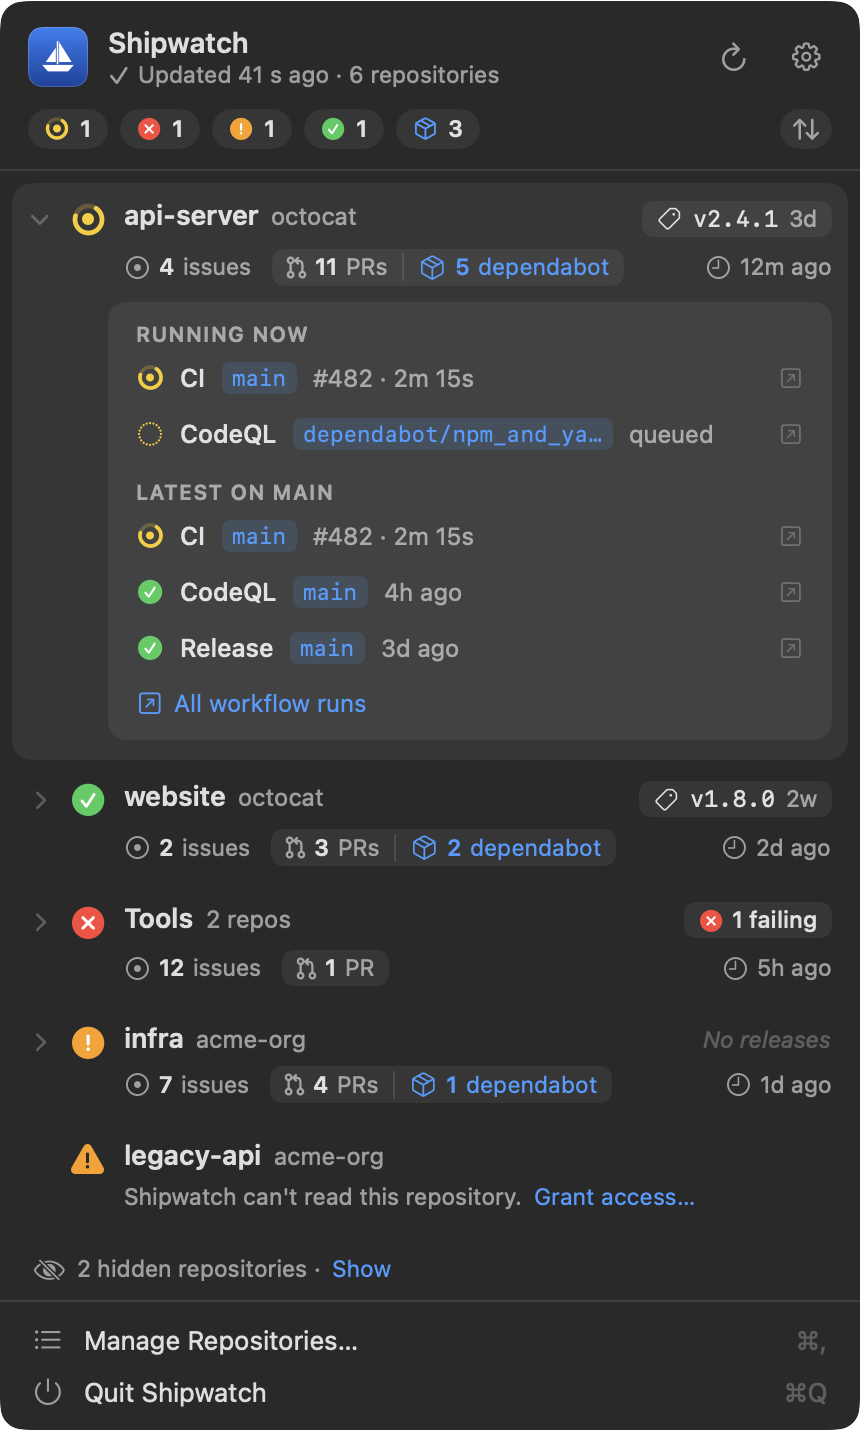 Shipwatch
Updated 41 s ago · 6 repositories
1 1 1 1 3
api-server octocat v2.4.1 3d
4 issues 11 PRs 5 dependabot 12m ago
RUNNING NOW
CI main #482 · 2m 15s
CodeQL dependabot/npm_and_ya… queued
LATEST ON MAIN
CI main #482 · 2m 15s
CodeQL main 4h ago
Release main 3d ago
All workflow runs
website octocat v1.8.0 2w
2 issues 3 PRs 2 dependabot 2d ago
Tools 2 repos 1 failing
12 issues 1 PR 5h ago
infra acme-org No releases
7 issues 4 PRs 1 dependabot 1d ago
legacy-api acme-org
Shipwatch can't read this repository. Grant access…
2 hidden repositories · Show
Manage Repositories… ⌘,
Quit Shipwatch ⌘Q